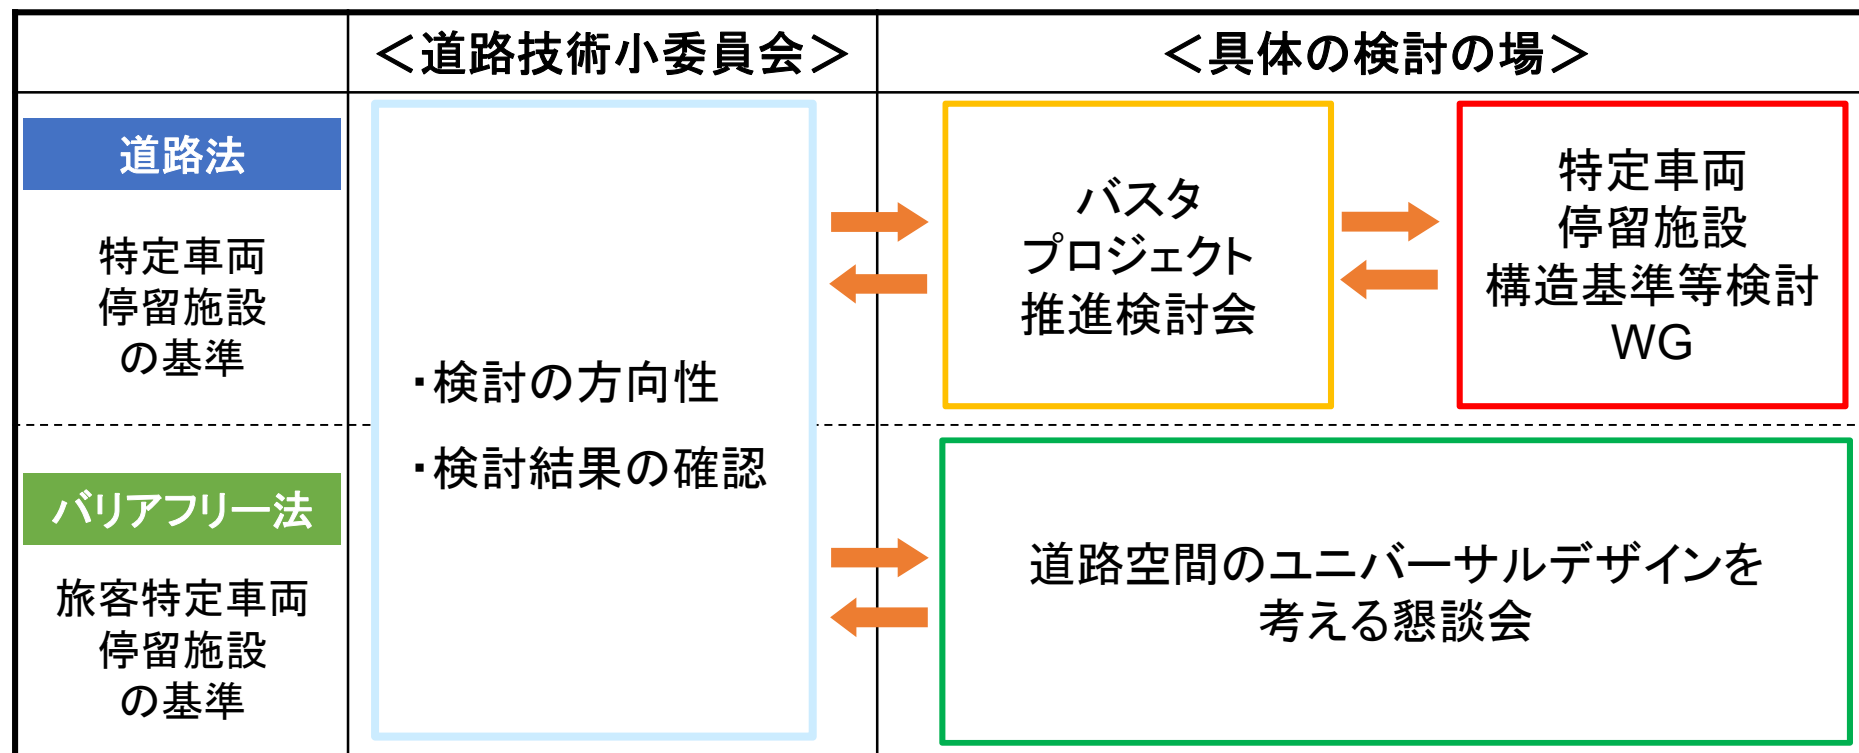 ＜道路技術小委員会＞
＜具体の検討の場＞
道路法
特定車両
停留施設
の基準
・検討の方向性
・検討結果の確認
バスタ
プロジェクト
推進検討会
特定車両
停留施設
構造基準等検討
WG
バリアフリー法
旅客特定車両
停留施設
の基準
道路空間のユニバーサルデザインを
考える懇談会